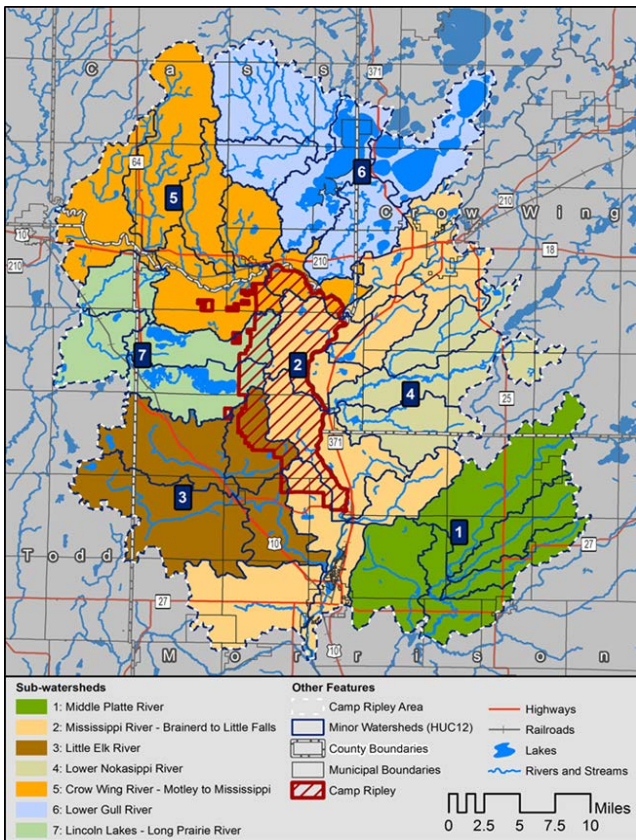 C a s s
371
64
6
5
C r o w W i n g
10
210
210
210
18
7
2
4
25
371
3
1
T o d d
10
27
27
10
M o r r i s o n
Sub-watersheds
1: Middle Platte River
2: Mississippi River - Brainerd to Little Falls
3: Little Elk River
4: Lower Nokasippi River
5: Crow Wing River - Motley to Mississippi
6: Lower Gull River
7: Lincoln Lakes - Long Prairie River
Other Features
Camp Ripley Area
Minor Watersheds (HUC12)
County Boundaries
Municipal Boundaries
Camp Ripley
Highways
Railroads
Lakes
Rivers and Streams
Miles
0 2.5 5 7.5 10